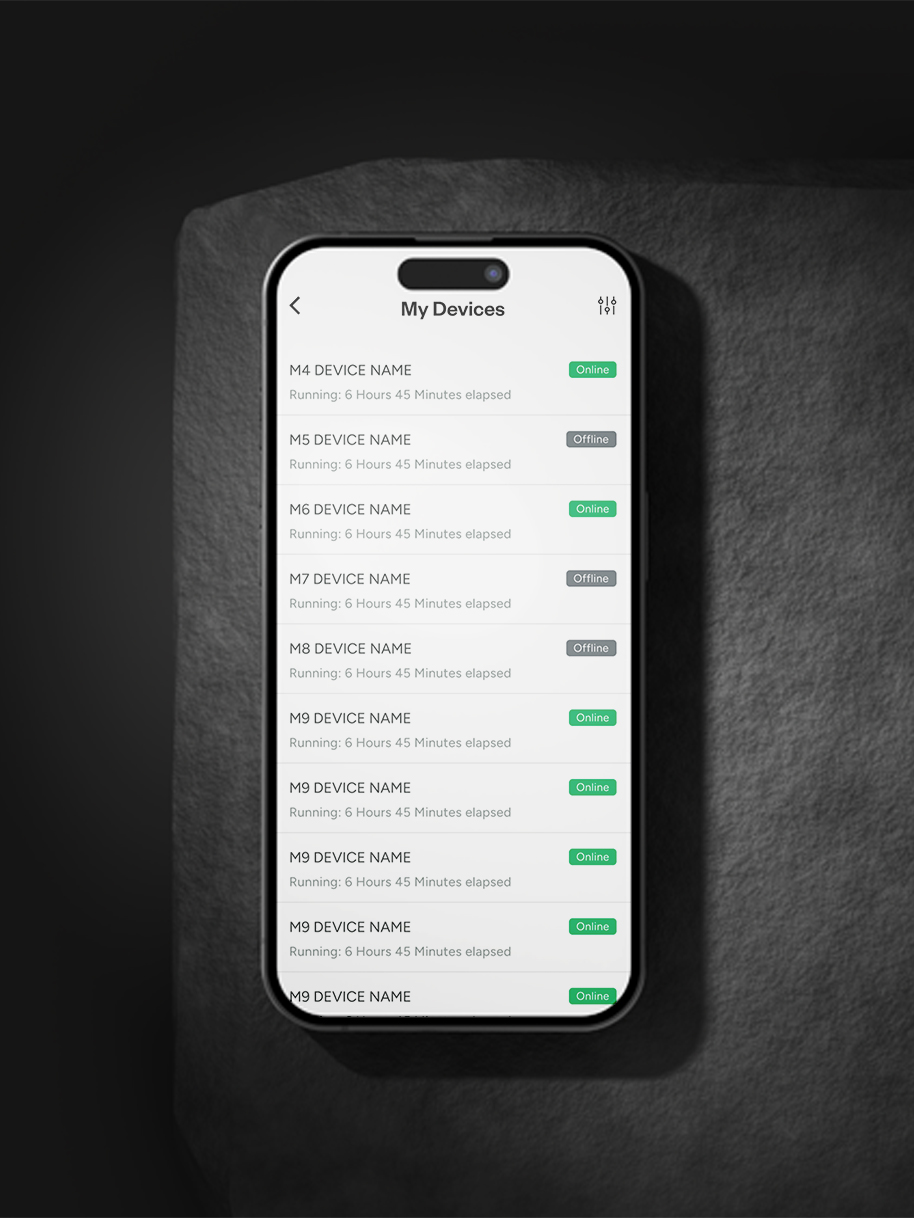 My Devices
M4 DEVICE NAME
Online
Running: 6 Hours 45 Minutes elapsed
M5 DEVICE NAME
Offline
Running: 6 Hours 45 Minutes elapsed
M6 DEVICE NAME
Online
Running: 6 Hours 45 Minutes elapsed
M7 DEVICE NAME
Offline
Running: 6 Hours 45 Minutes elapsed
M8 DEVICE NAME
Offline
Running: 6 Hours 45 Minutes elapsed
M9 DEVICE NAME
Online
Running: 6 Hours 45 Minutes elapsed
M9 DEVICE NAME
Online
Running: 6 Hours 45 Minutes elapsed
M9 DEVICE NAME
Online
Running: 6 Hours 45 Minutes elapsed
M9 DEVICE NAME
Online
Running: 6 Hours 45 Minutes elapsed
M9 DEVICE NAME
Online